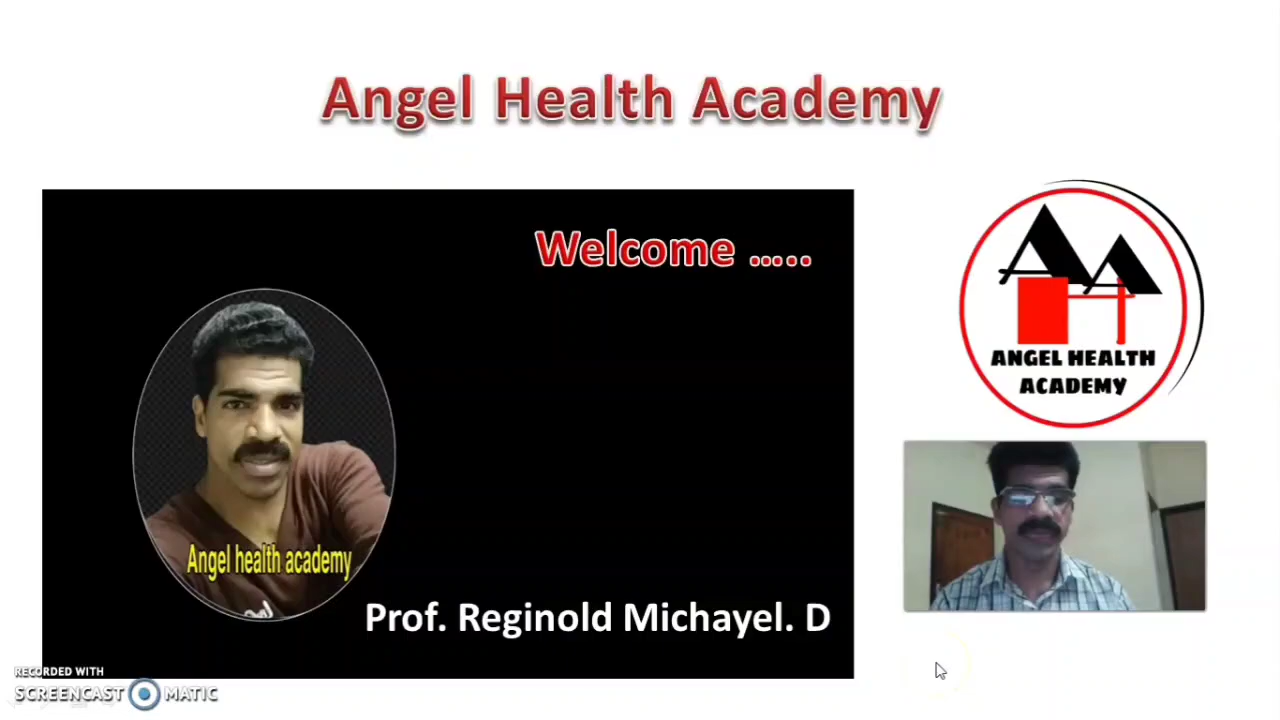 Angel Health Academy
Welcome .....
ANGEL HEALTH
ACADEMY
Angel health academy
Prof. Reginold Michayel. D
RECORDED WITH
SCREENCAST MATIC